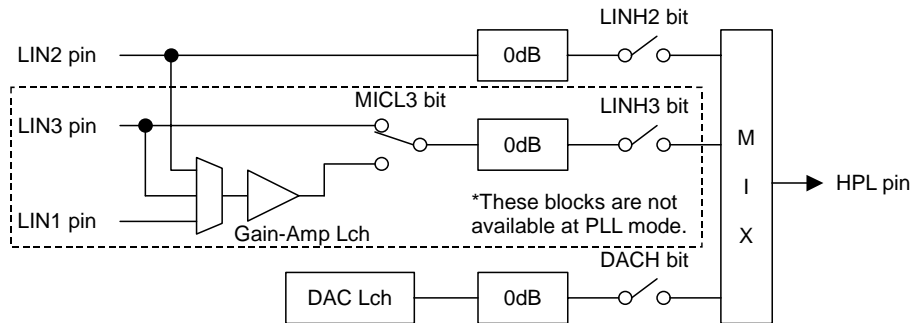 LINH2 bit
LIN2 pin
0dB
MICL3 bit
LINH3 bit
LIN3 pin
0dB
M
I
X
HPL pin
*These blocks are not
available at PLL mode.
LIN1 pin
Gain-Amp Lch
DACH bit
DAC Lch
0dB